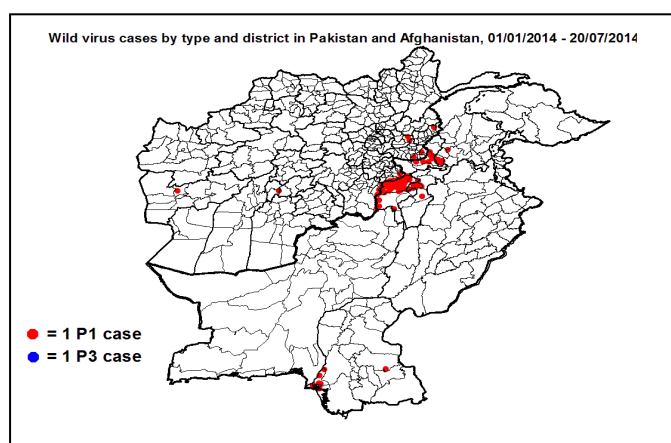 Wild virus cases by type and district in Pakistan and Afghanistan, 01/01/2014 - 20/07/2014
= 1 P1 case
= 1 P3 case